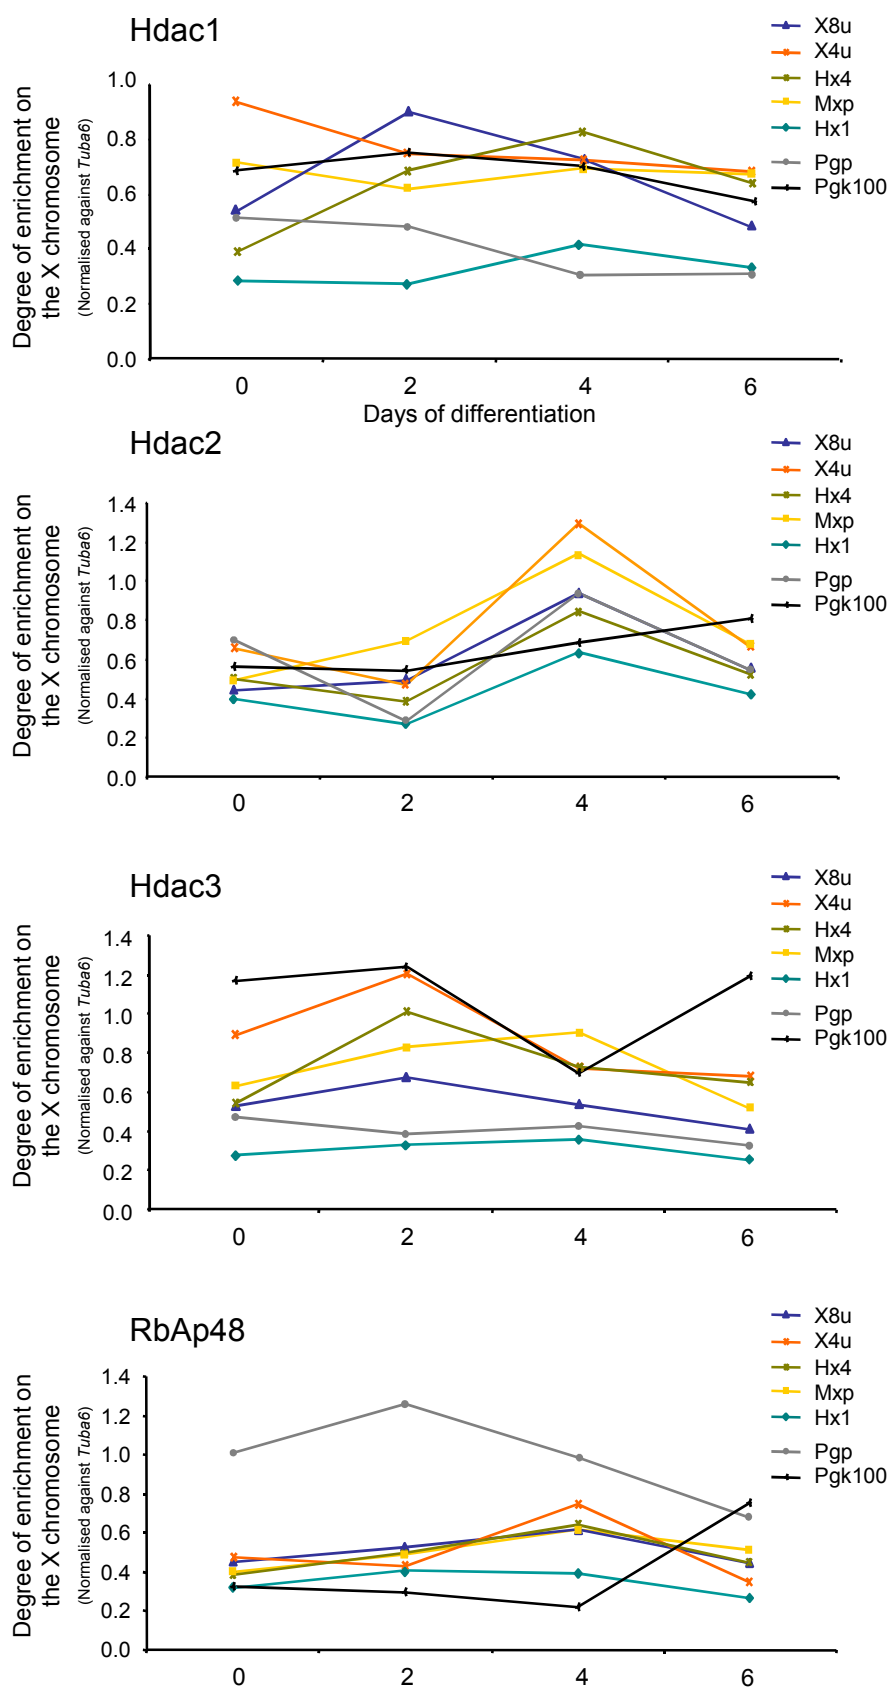 Hdac1
X8u
X4u
Hx4
Mxp
Hx1
Pgp
Pgk100
Degree of enrichment on
the X chromosome
(Normalised against Tuba6)
1.0
0.8
0.6
0.4
0.2
0.0
0 2 4 6
Days of differentiation
Hdac2
X8u
X4u
Hx4
Mxp
Hx1
Pgp
Pgk100
Degree of enrichment on
the X chromosome
(Normalised against Tuba6)
1.4
1.2
1.0
0.8
0.6
0.4
0.2
0.0
0 2 4 6
Hdac3
X8u
X4u
Hx4
Mxp
Hx1
Pgp
Pgk100
Degree of enrichment on
the X chromosome
(Normalised against Tuba6)
1.4
1.2
1.0
0.8
0.6
0.4
0.2
0.0
0 2 4 6
RbAp48
X8u
X4u
Hx4
Mxp
Hx1
Pgp
Pgk100
Degree of enrichment on
the X chromosome
(Normalised against Tuba6)
1.4
1.2
1.0
0.8
0.6
0.4
0.2
0.0
0 2 4 6